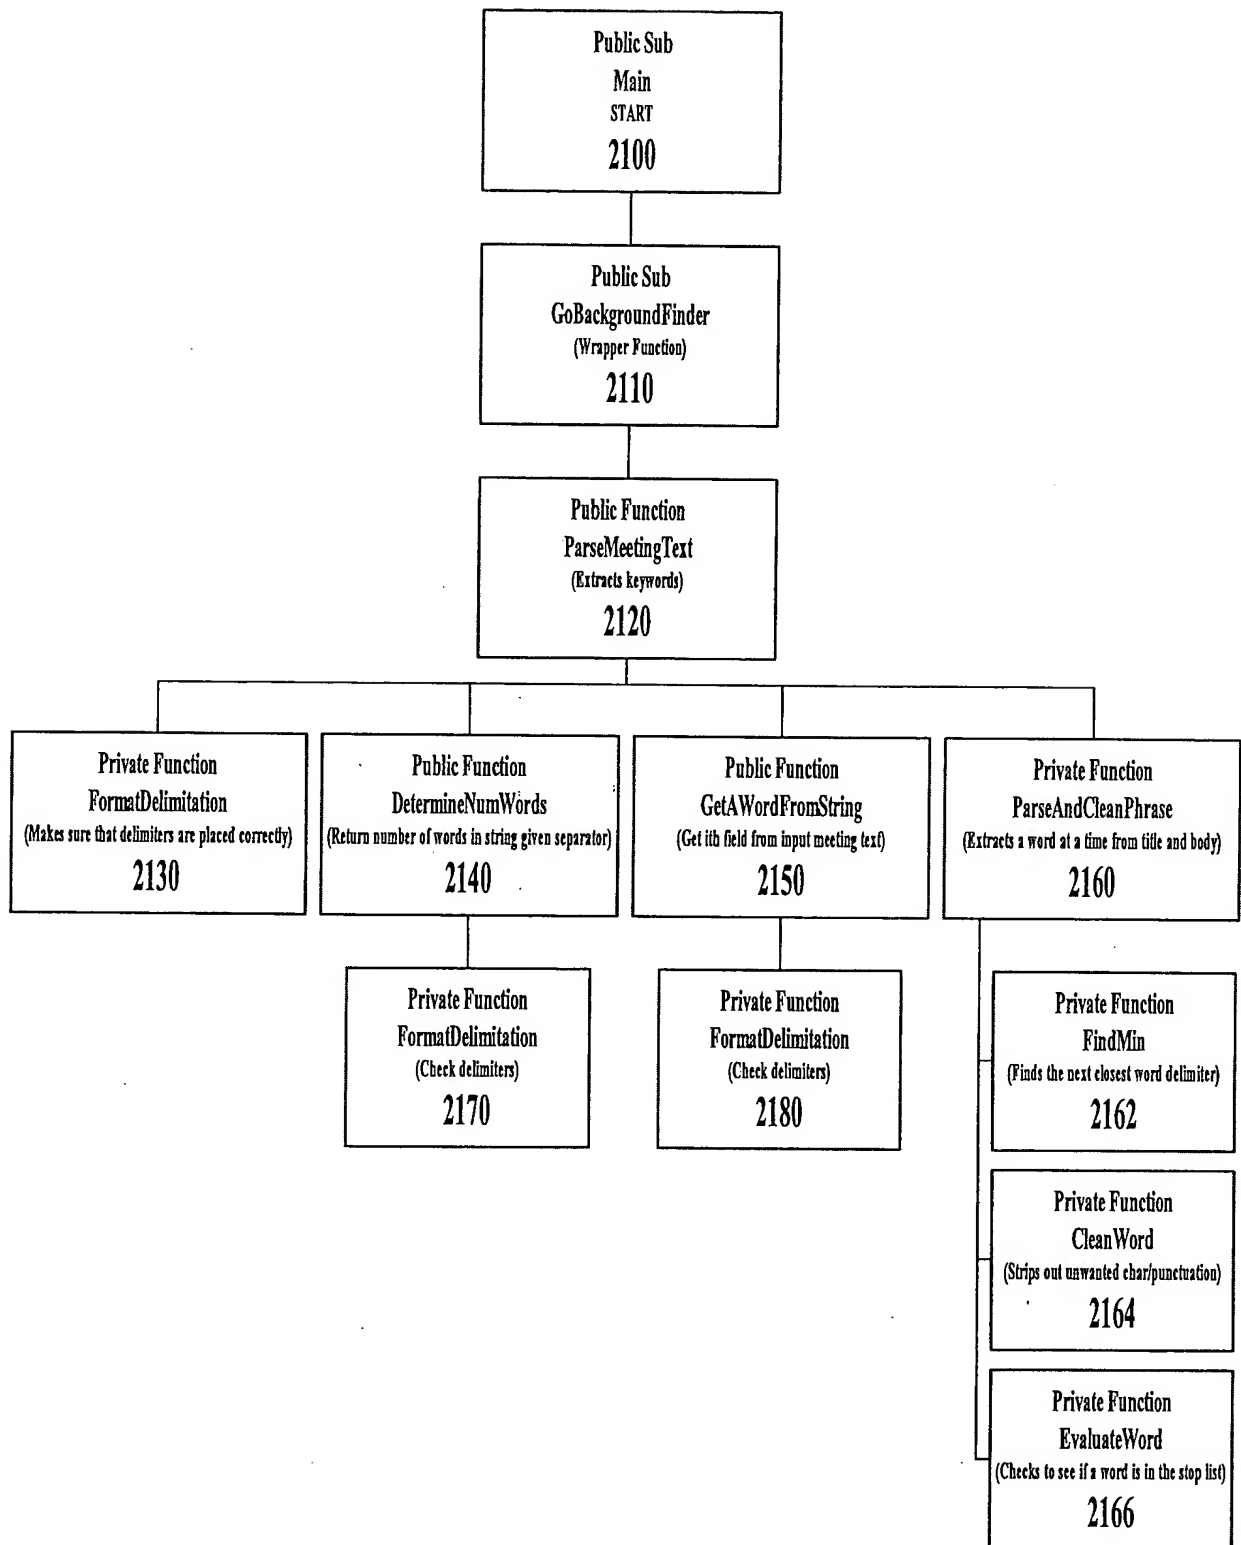 Public Sub
Main
START
2100
Public Sub
GoBackgroundFinder
(Wrapper Function)
2110
Public Function
ParseMeetingText
(Extracts keywords)
2120
Private Function
FormatDelimitation
(Makes sure that delimiters are placed correctly)
2130
Public Function
DetermineNumWords
(Return number of words in string given separator)
2140
Public Function
GetAWordFromString
(Get ith field from input meeting text)
2150
Private Function
ParseAndCleanPhrase
(Extracts a word at a time from title and body)
2160
Private Function
FormatDelimitation
(Check delimiters)
2170
Private Function
FormatDelimitation
(Check delimiters)
2180
Private Function
FindMin
(Finds the next closest word delimiter)
2162
Private Function
CleanWord
(Strips out unwanted char/punctuation)
2164
Private Function
EvaluateWord
(Checks to see if a word is in the stop list)
2166